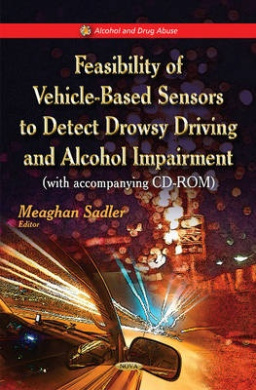 Alcohol and Drug Abuse
Feasibility of
Vehicle-Based Sensors
to Detect Drowsy Driving
and Alcohol Impairment
(with accompanying CD-ROM)
Meaghan Sadler
Editor
NOVA